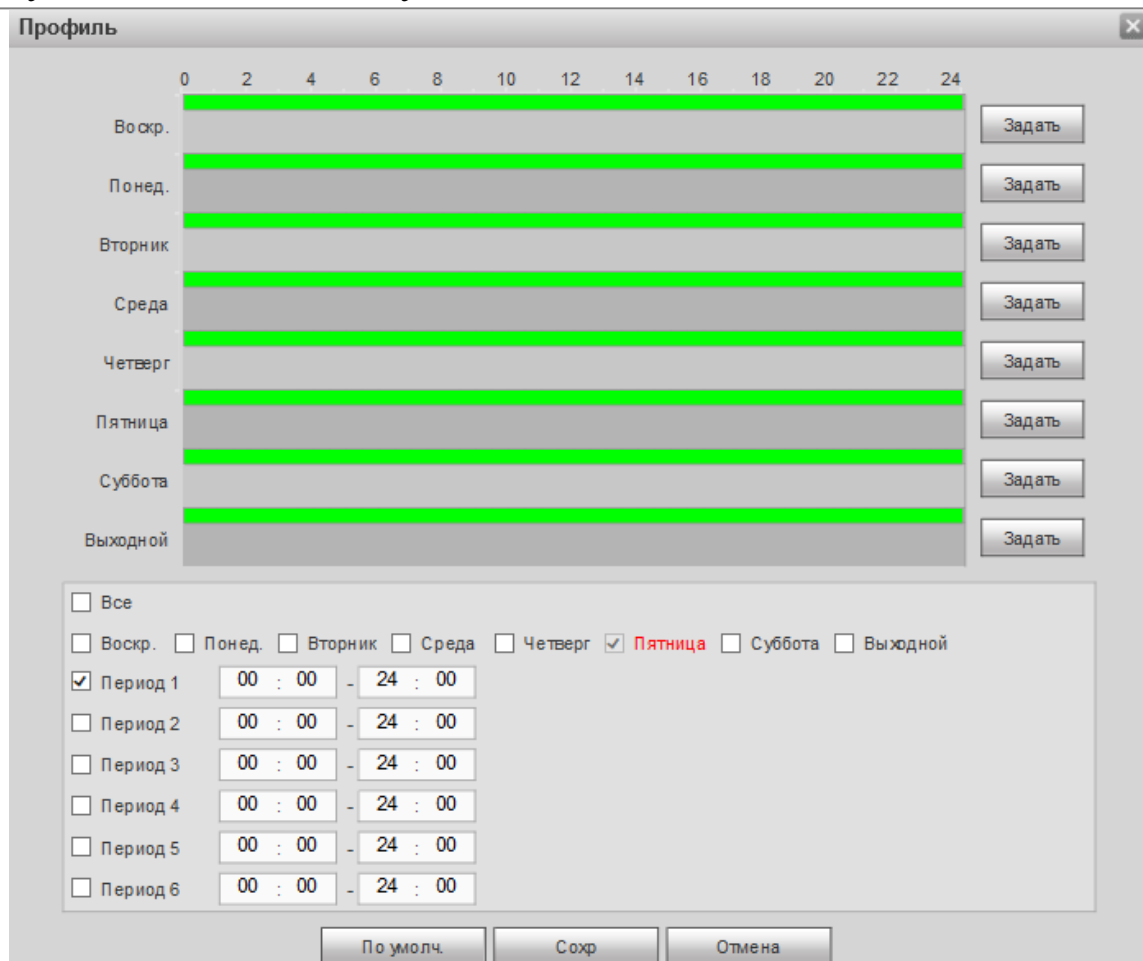 Профиль
0 2 4 6 8 10 12 14 16 18 20 22 24
Воскр. Задать
Понед. Задать
Вторник Задать
Среда Задать
Четверг Задать
Пятница Задать
Суббота Задать
Выходной Задать
Все
Воскр. Понед. Вторник Среда Четверг Пятница Суббота Выходной
Период 1 00 : 00 - 24 : 00
Период 2 00 : 00 - 24 : 00
Период 3 00 : 00 - 24 : 00
Период 4 00 : 00 - 24 : 00
Период 5 00 : 00 - 24 : 00
Период 6 00 : 00 - 24 : 00
По умолч. Сохр Отмена